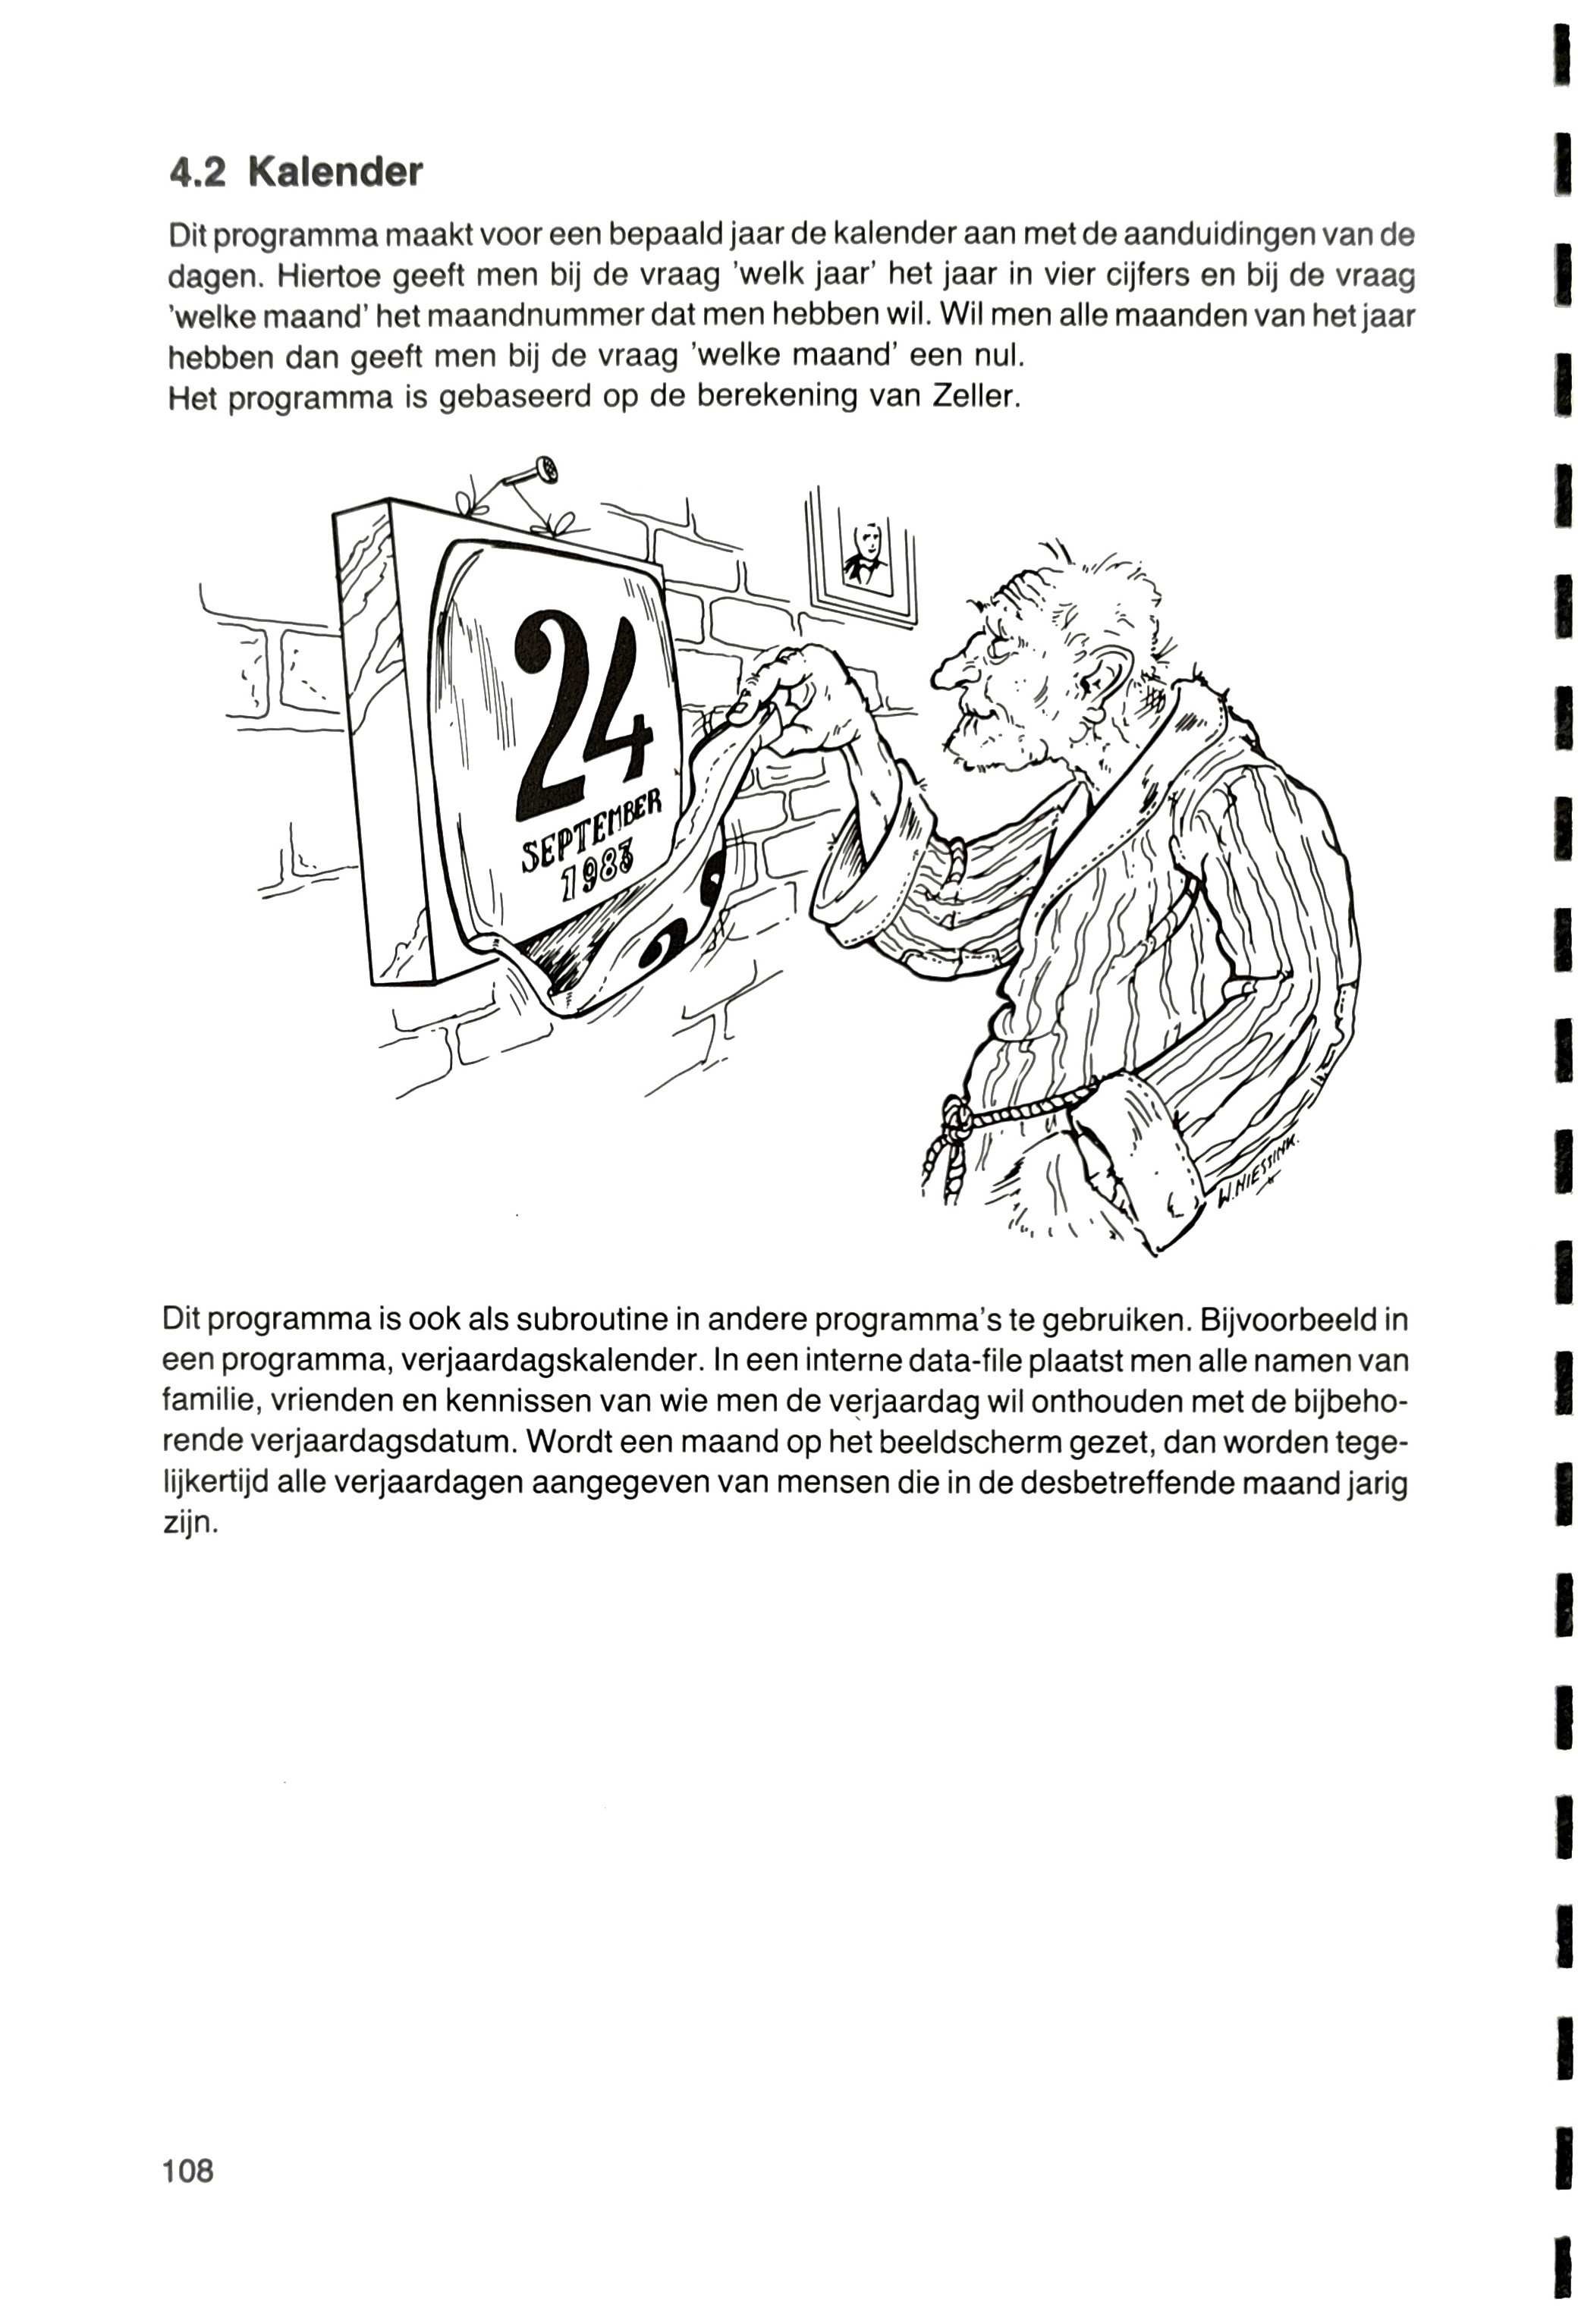 4.2 Kalender
Dit programma maakt voor een bepaald jaar de kalender aan met de aanduidingen van de
dagen. Hiertoe geeft men bij de vraag 'welk jaar' het jaar in vier cijfers en bij de vraag
'welke maand' het maandnummer dat men hebben wil. Wil men alle maanden van het jaar
hebben dan geeft men bij de vraag 'welke maand' een nul.
Het programma is gebaseerd op de berekening van Zeller.
24
SEPTEMBER
1983
W. NIESSINK.
Dit programma is ook als subroutine in andere programma's te gebruiken. Bijvoorbeeld in
een programma, verjaardagskalender. In een interne data-file plaatst men alle namen van
familie, vrienden en kennissen van wie men de verjaardag wil onthouden met de bijbeho-
rende verjaardagsdatum. Wordt een maand op het beeldscherm gezet, dan worden tege-
lijkertijd alle verjaardagen aangegeven van mensen die in de desbetreffende maand jarig
zijn.
108